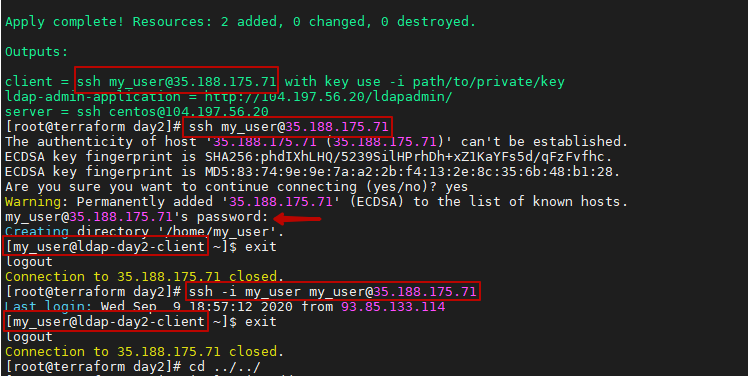 Apply complete! Resources: 2 added, 0 changed, 0 destroyed.
Outputs:
client = ssh my_user@35.188.175.71 with key use -i path/to/private/key
ldap-admin-application = http://104.197.56.20/ldapadmin/
server = ssh centos@104.197.56.20
[root@terraform day2]# ssh my_user@35.188.175.71
The authenticity of host '35.188.175.71 (35.188.175.71)' can't be established.
ECDSA key fingerprint is SHA256:phdIXhLHQ/5239SilHPrhDh+xZ1KaYFs5d/qFzFvfhc.
ECDSA key fingerprint is MD5:83:74:9e:9e:7a:a2:2b:f4:13:2e:8c:35:6b:48:b1:28.
Are you sure you want to continue connecting (yes/no)? yes
Warning: Permanently added '35.188.175.71' (ECDSA) to the list of known hosts.
my_user@35.188.175.71's password:
Creating directory '/home/my_user'.
[my_user@ldap-day2-client ~]$ exit
logout
Connection to 35.188.175.71 closed.
[root@terraform day2]# ssh -i my_user my_user@35.188.175.71
Last login: Wed Sep  9 18:57:12 2020 from 93.85.133.114
[my_user@ldap-day2-client ~]$ exit
logout
Connection to 35.188.175.71 closed.
[root@terraform day2]# cd ../../